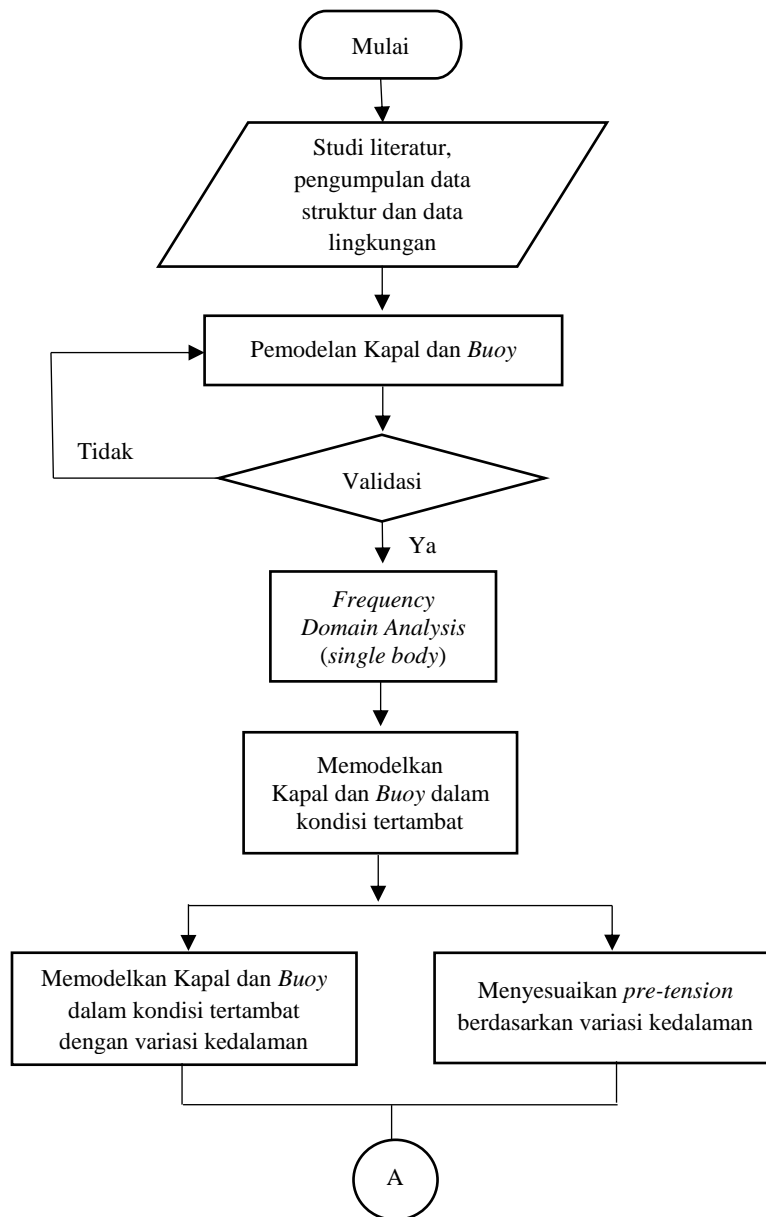 Mulai
Studi literatur,
pengumpulan data
struktur dan data
lingkungan
Pemodelan Kapal dan Buoy
Tidak
Validasi
Ya
Frequency
Domain Analysis
(single body)
Memodelkan
Kapal dan Buoy dalam
kondisi tertambat
Memodelkan Kapal dan Buoy
dalam kondisi tertambat
dengan variasi kedalaman
Menyesuaikan pre-tension
berdasarkan variasi kedalaman
A